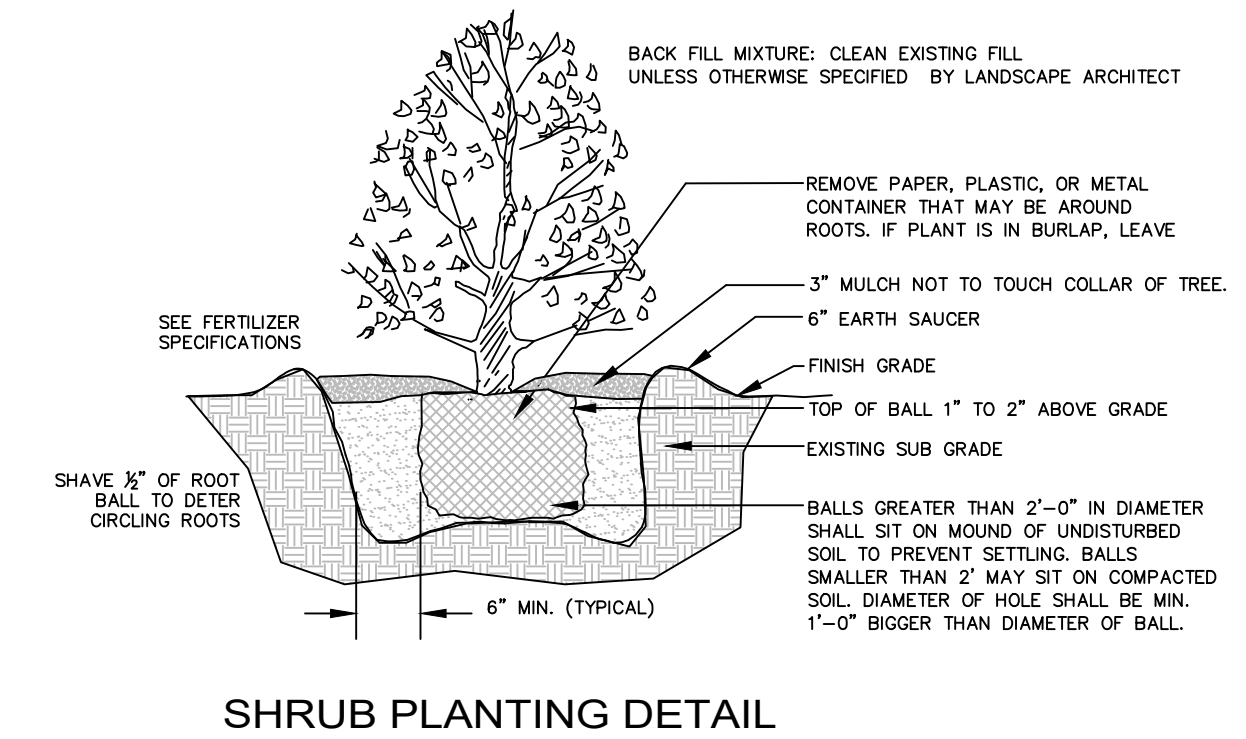 BACK FILL MIXTURE: CLEAN EXISTING FILL
UNLESS OTHERWISE SPECIFIED BY LANDSCAPE ARCHITECT
REMOVE PAPER, PLASTIC, OR METAL
CONTAINER THAT MAY BE AROUND
ROOTS. IF PLANT IS IN BURLAP, LEAVE
3" MULCH NOT TO TOUCH COLLAR OF TREE.
6" EARTH SAUCER
SEE FERTILIZER
SPECIFICATIONS
FINISH GRADE
TOP OF BALL 1" TO 2" ABOVE GRADE
EXISTING SUB GRADE
SHAVE ½" OF ROOT
BALL TO DETER
CIRCLING ROOTS
BALLS GREATER THAN 2'-0" IN DIAMETER
SHALL SIT ON MOUND OF UNDISTURBED
SOIL TO PREVENT SETTLING. BALLS
SMALLER THAN 2' MAY SIT ON COMPACTED
SOIL. DIAMETER OF HOLE SHALL BE MIN.
1'-0" BIGGER THAN DIAMETER OF BALL.
6" MIN. (TYPICAL)
SHRUB PLANTING DETAIL